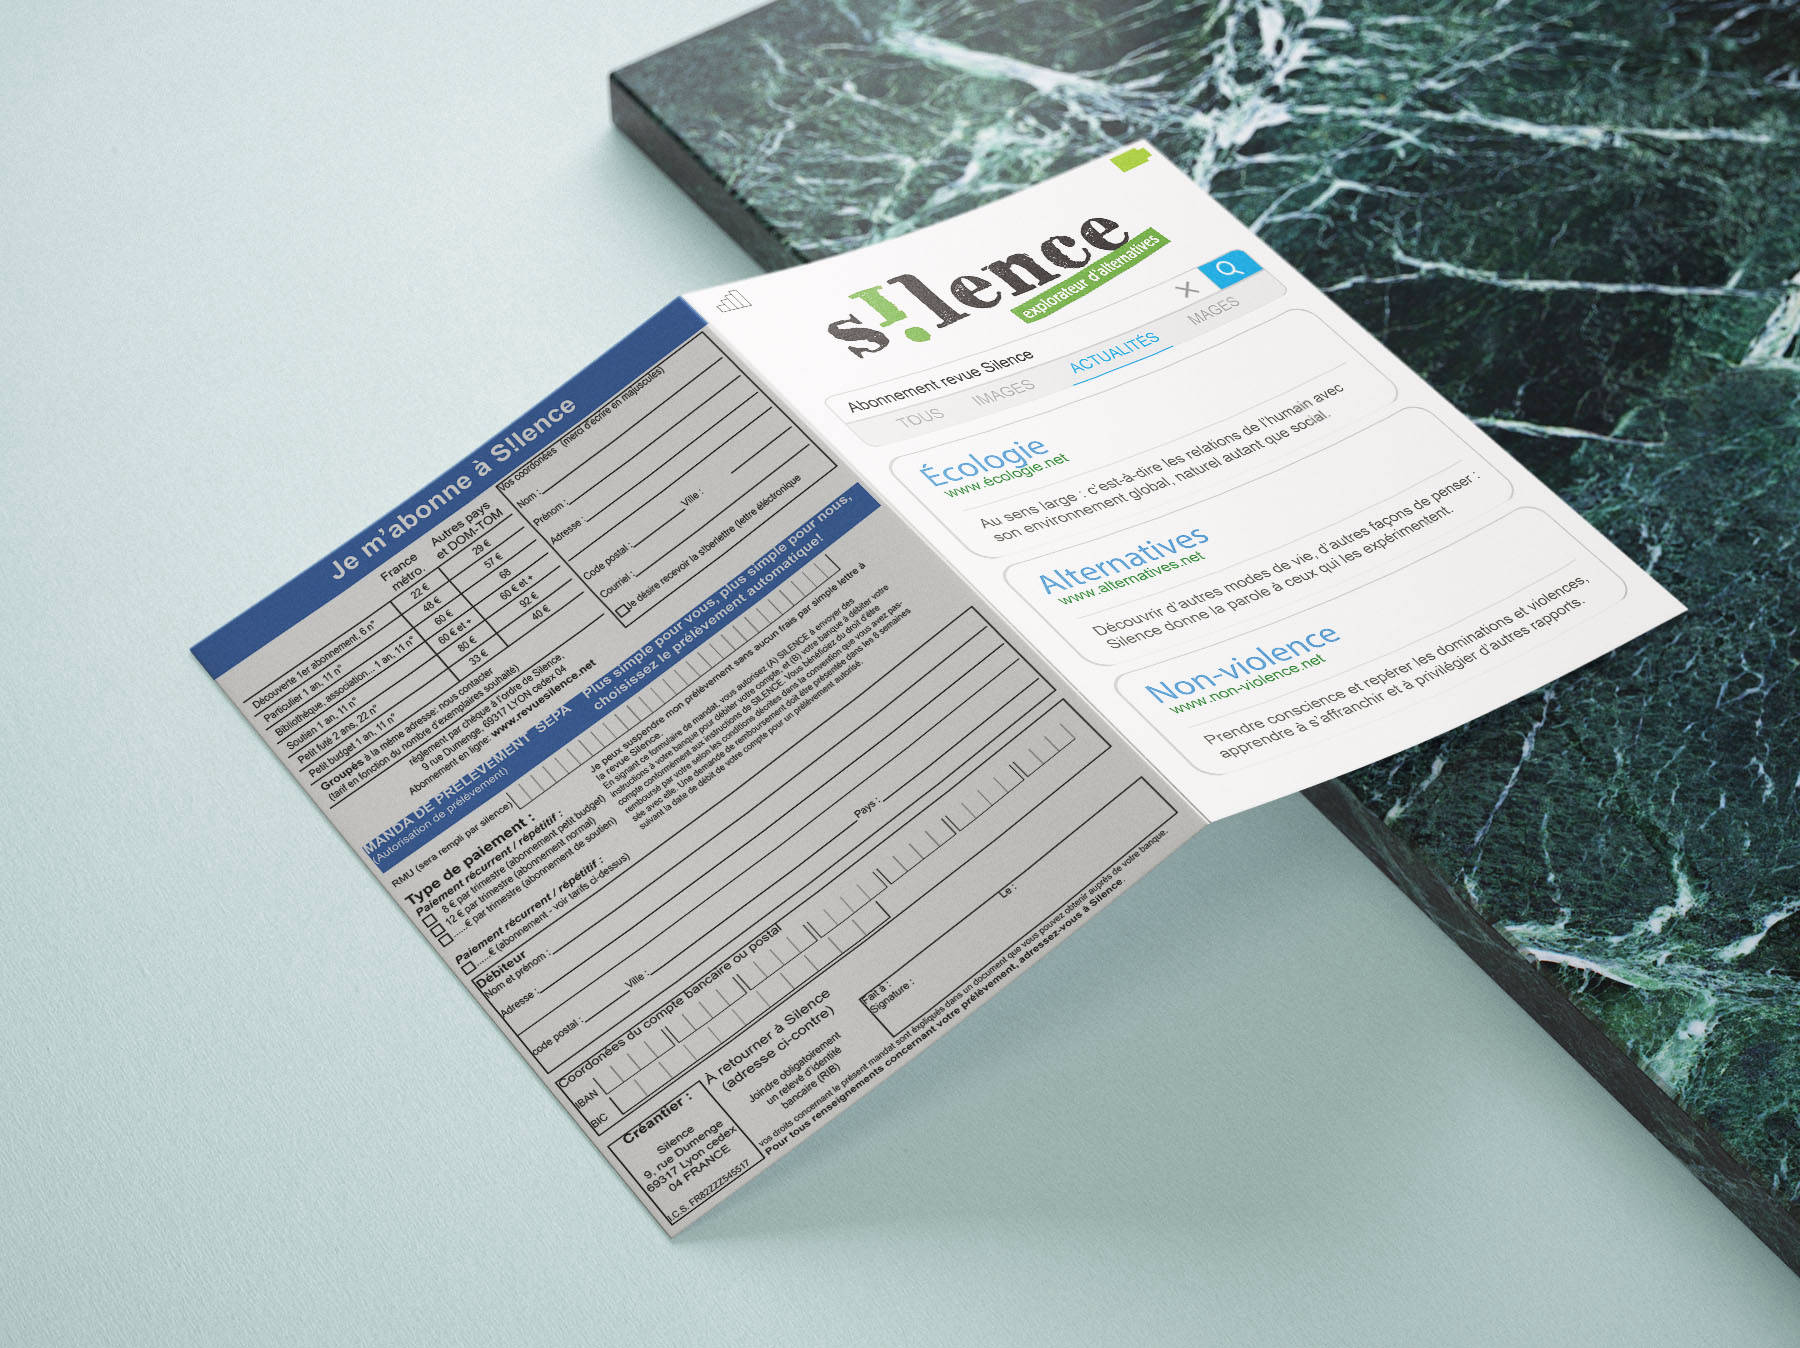 Je m'abonne à S!lence
France
métro.
Autres pays
et DOM-TOM
Découverte 1er abonnement, 6 n° 22 € 29 €
Particulier 1 an, 11 n° 48 € 57 €
Bibliothèque, association... 1 an, 11 n° 60 € 68
Soutien 1 an, 11 n° 60 € et + 60 € et +
Petit futé 2 ans, 22 n° 80 € 92 €
Petit budget 1 an, 11 n° 33 € 40 €
Groupés à la même adresse: nous contacter
(tarif en fonction du nombre d'exemplaires souhaité)
règlement par chèque à l'ordre de Silence,
9 rue Dumenge, 69317 LYON cedex 04
Abonnement en ligne: www.revuesilence.net
Vos coordonées (merci d'écrire en majuscules)
Nom :
Prénom :
Adresse :
Code postal : Ville :
Courriel :
Je désire recevoir la s!berlettre (lettre éléctronique
MANDA DE PRELEVEMENT SEPA
(Autorisation de prélèvement)
Plus simple pour vous, plus simple pour nous,
choisissez le prélèvement automatique!
RMU (sera rempli par silence)
Type de paiement :
Paiement récurrent / répétitif :
8 € par trimestre (abonnement petit budget)
12 € par trimestre (abonnement normal)
......€ par trimestre (abonnement de soutien)
Paiement récurrent / répétitif :
......€ (abonnement - voir tarifs ci-dessus)
Je peux suspendre mon prélèvement sans aucun frais par simple lettre à
la revue Silence.
En signant ce formulaire de mandat, vous autorisez (A) SILENCE à envoyer des
instructions à votre banque pour débiter votre compte, et (B) votre banque à débiter votre
compte conformément aux instructions de SILENCE. Vous bénéficiez du droit d'être
remboursé par votre selon les conditions décrites dans la convention que vous avez pas-
sée avec elle. Une demande de remboursement doit être présentée dans les 8 semaines
suivant la date de débit de votre compte pour un prélèvement autorisé.
Débiteur
Nom et prénom :
Adresse :
code postal : Ville : Pays :
Coordonées du compte bancaire ou postal
IBAN
BIC
Créantier :
Silence
9, rue Dumenge
69317 Lyon cedex
04 FRANCE
I.C.S. FR82ZZZ545517
À retourner à Silence
(adresse ci-contre)
Joindre obligatoirement
un relevé d'identité
bancaire (RIB)
Fait à : Le :
Signature :
vos droits concernant le présent mandat sont éxpliqués dans un document que vous pouvez obtenir auprès de votre banque.
Pour tous renseignements concernant votre prélèvement, adressez-vous à Silence.
s!lence
explorateur d'alternatives
Abonnement revue Silence
TOUS IMAGES ACTUALITÉS MAGES
Écologie
www.écologie.net
Au sens large : c'est-à-dire les relations de l'humain avec
son environnement global, naturel autant que social.
Alternatives
www.alternatives.net
Découvrir d'autres modes de vie, d'autres façons de penser :
Silence donne la parole à ceux qui les expérimentent.
Non-violence
www.non-violence.net
Prendre conscience et repérer les dominations et violences,
apprendre à s'affranchir et à privilégier d'autres rapports.